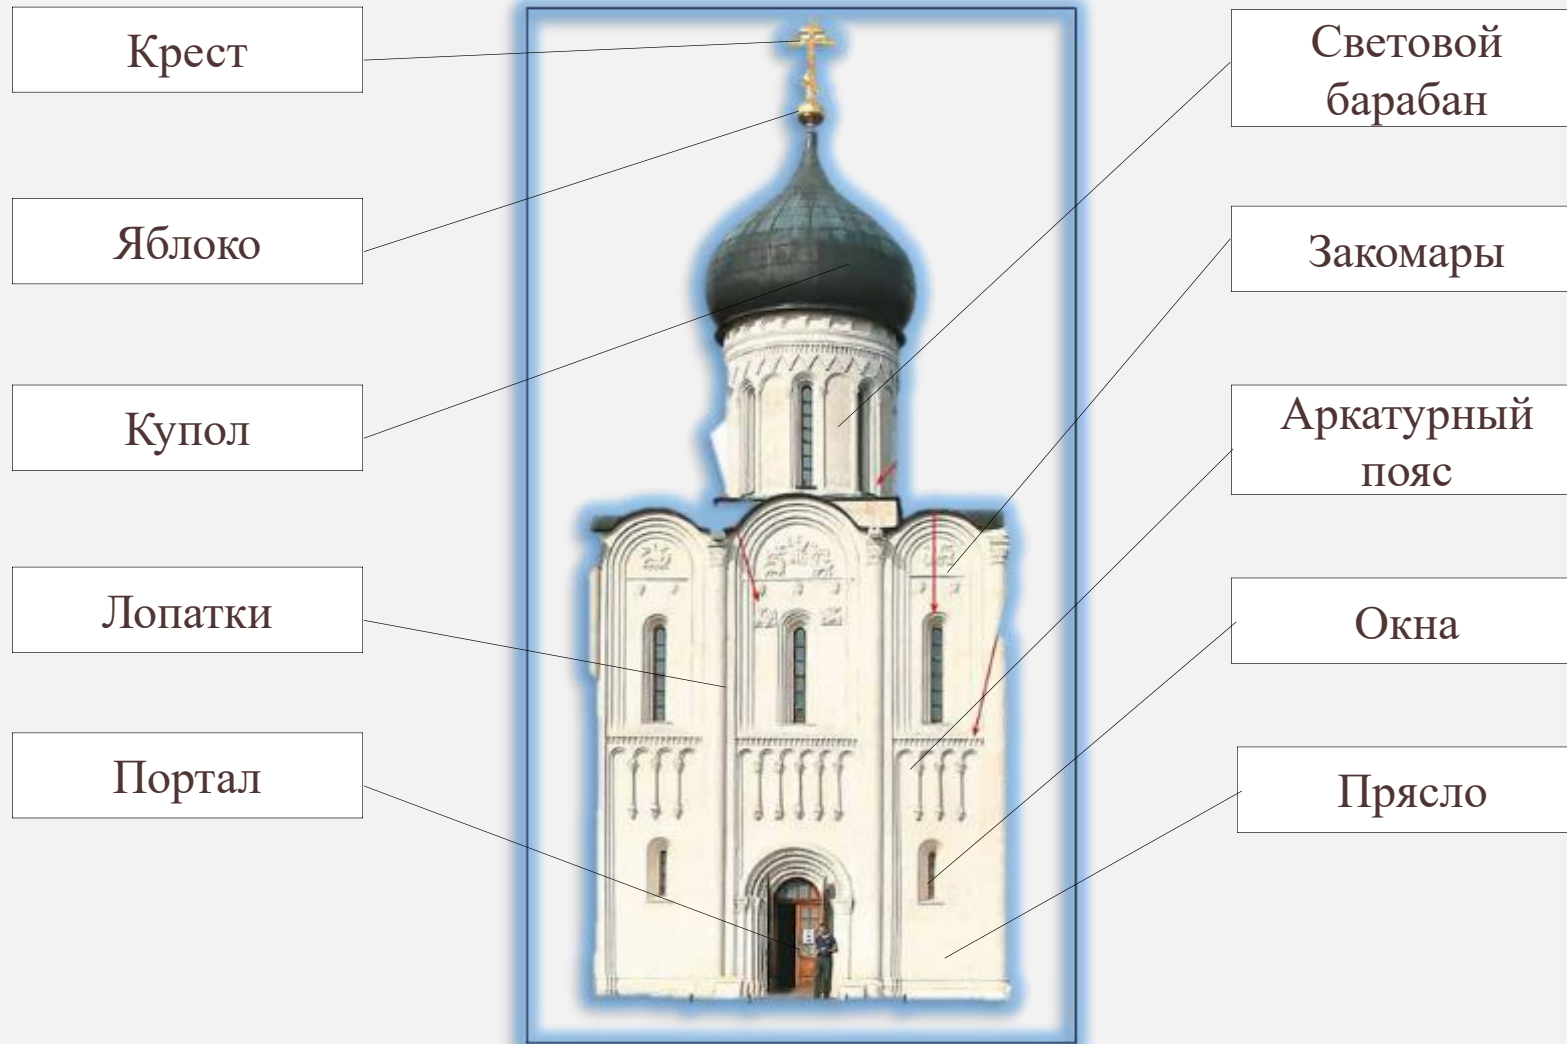 Крест
Яблоко
Купол
Лопатки
Портал
Световой
барабан
Закомары
Аркатурный
пояс
Окна
Прясло